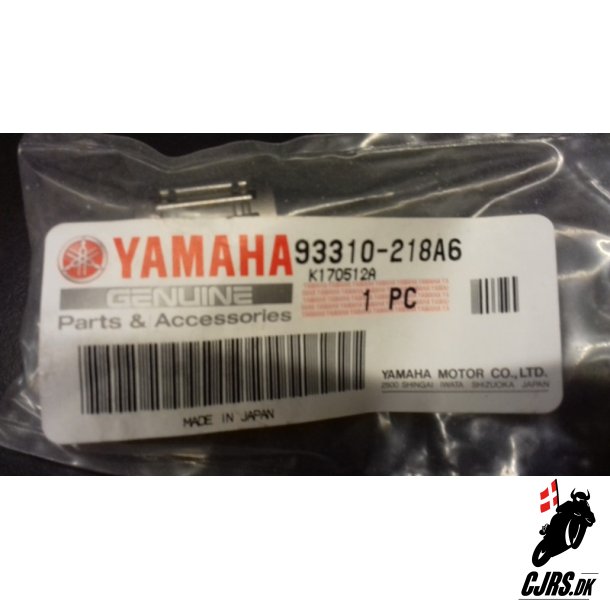 YAMAHA 93310-218A6
K170512A
GENUINE
1 PC
Parts & Accessories
YAMAHA MOTOR CO.,LTD.
2500 SHINGAI, IWATA, SHIZUOKA, JAPAN
MADE IN JAPAN
CJRS.DK